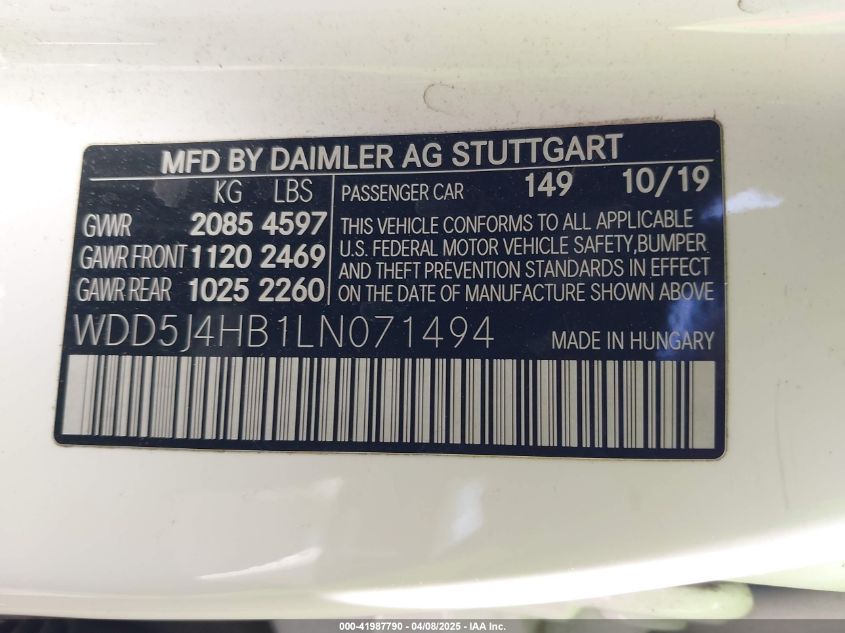 MFD BY DAIMLER AG STUTTGART
KG LBS
GVWR 2085 4597
GAWR FRONT 1120 2469
GAWR REAR 1025 2260
PASSENGER CAR 149 10/19
THIS VEHICLE CONFORMS TO ALL APPLICABLE
U.S. FEDERAL MOTOR VEHICLE SAFETY,BUMPER
AND THEFT PREVENTION STANDARDS IN EFFECT
ON THE DATE OF MANUFACTURE SHOWN ABOVE
WDD5J4HB1LN071494 MADE IN HUNGARY
000-41987790 - 04/08/2025 - IAA Inc.